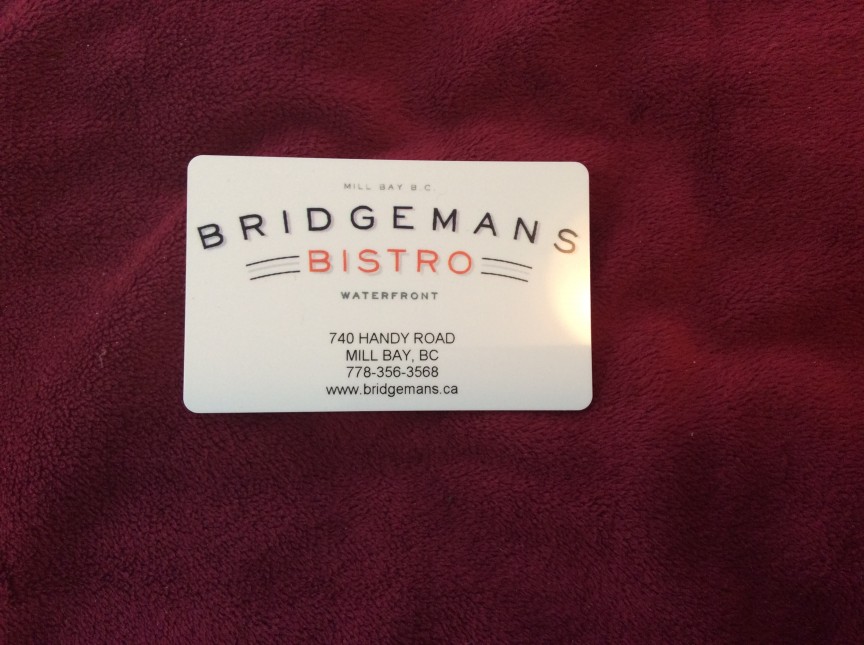 MILL BAY B.C.
BRIDGEMANS
BISTRO
WATERFRONT
740 HANDY ROAD
MILL BAY, BC
778-356-3568
www.bridgemans.ca